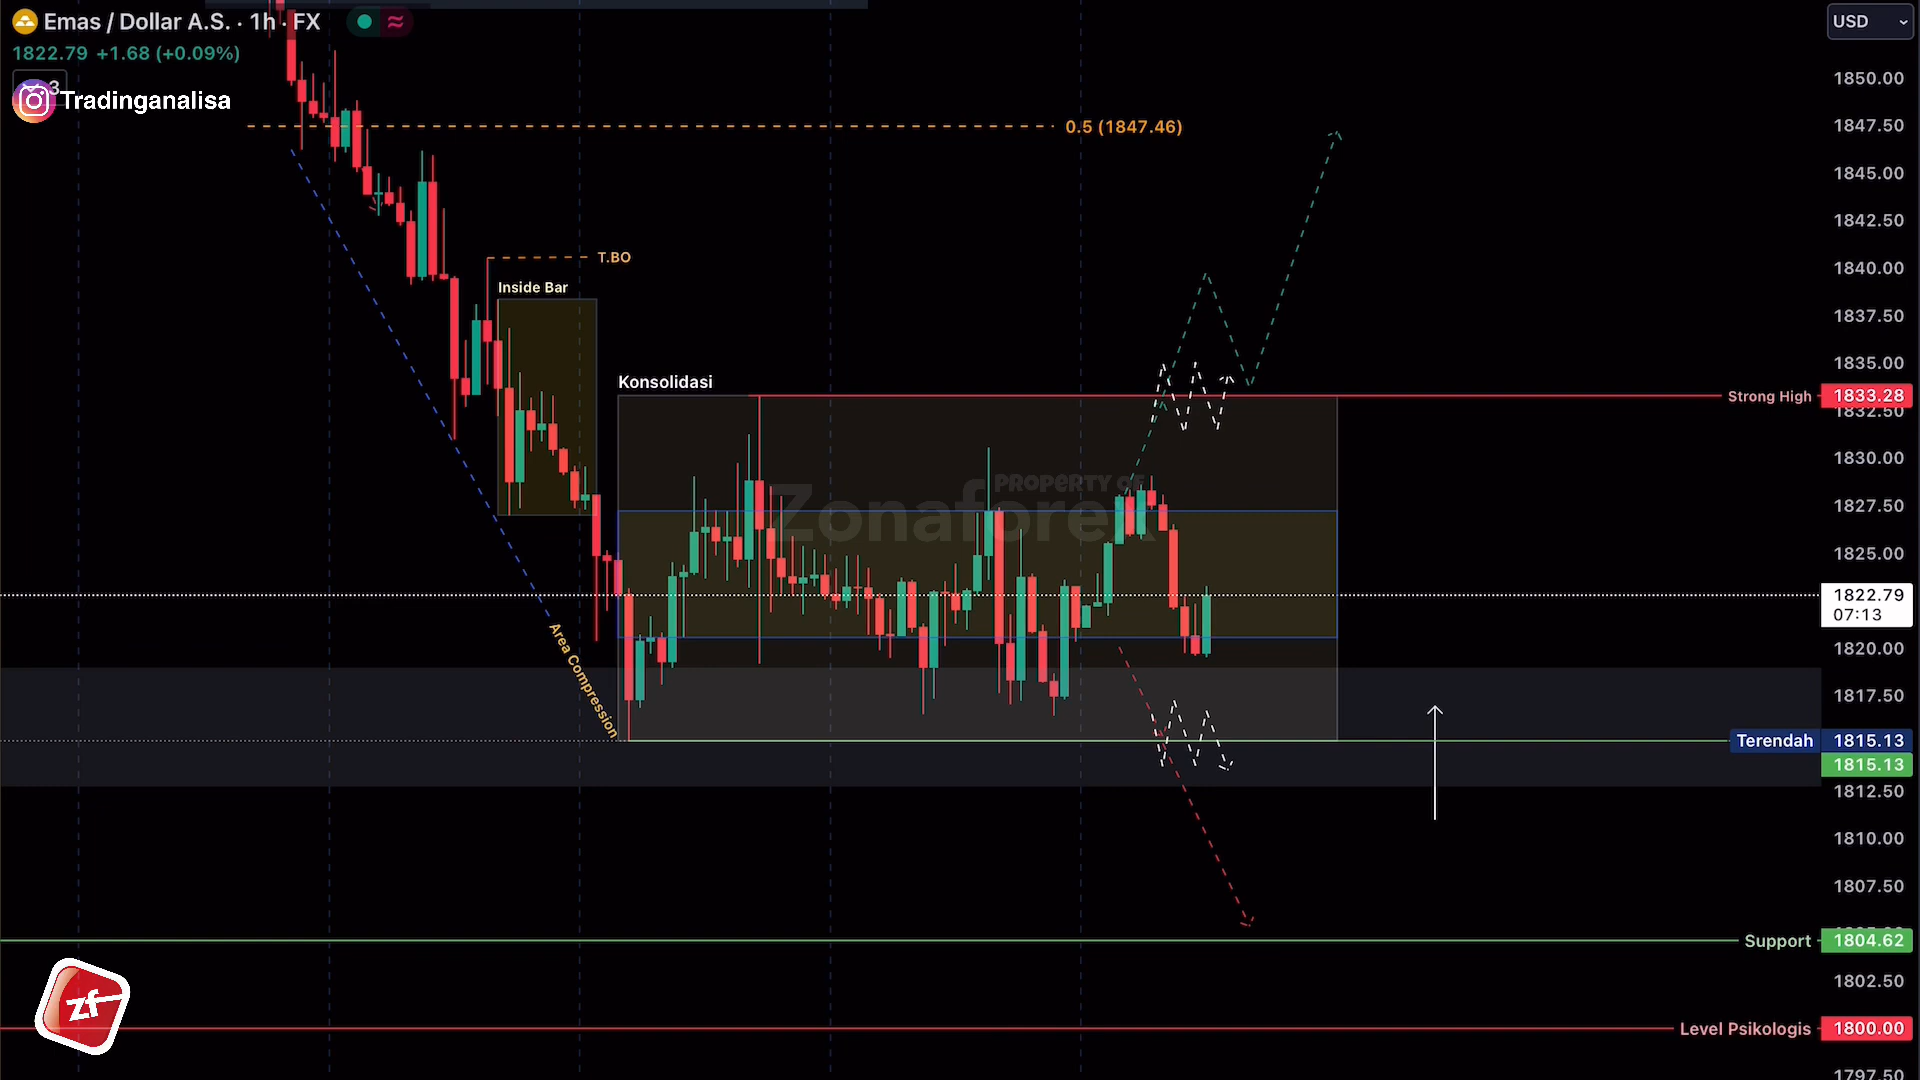 Emas / Dollar A.S. · 1h · FX
USD
1822.79 +1.68 (+0.09%)
3
Tradinganalisa
1850.00
0.5 (1847.46)
1847.50
1845.00
1842.50
T.BO
1840.00
Inside Bar
1837.50
1835.00
Konsolidasi
Strong High
1833.28
1832.50
1830.00
PROPERTY OF
Zonaforex
1827.50
1825.00
1822.79
07:13
Area Compression
1820.00
1817.50
Terendah
1815.13
1815.13
1812.50
1810.00
1807.50
Support
1804.62
zf
1802.50
Level Psikologis
1800.00
1797.50